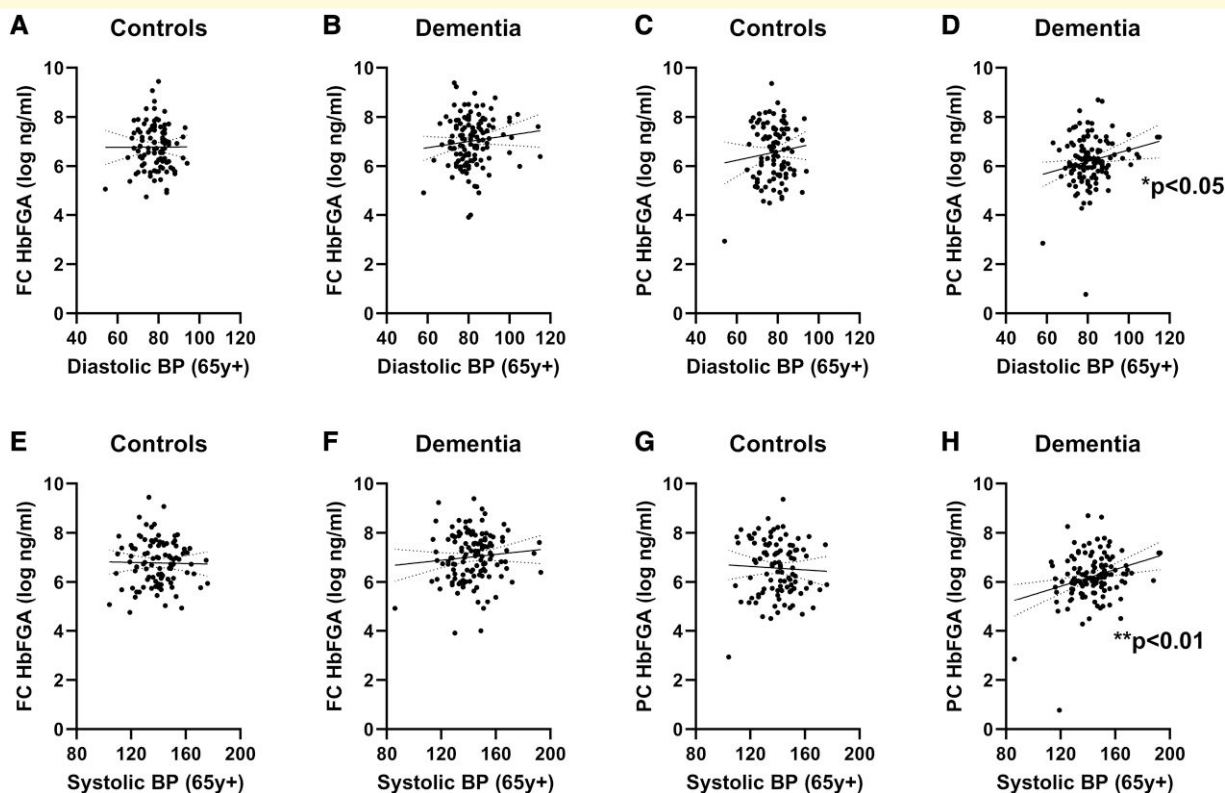 A Controls
B Dementia
C Controls
D Dementia
FC HbFGA (log ng/ml)
10
8
6
4
2
0
40 60 80 100 120
Diastolic BP (65y+)
FC HbFGA (log ng/ml)
10
8
6
4
2
0
40 60 80 100 120
Diastolic BP (65y+)
PC HbFGA (log ng/ml)
10
8
6
4
2
0
40 60 80 100 120
Diastolic BP (65y+)
PC HbFGA (log ng/ml)
10
8
6
4
2
0
*p<0.05
40 60 80 100 120
Diastolic BP (65y+)
E Controls
F Dementia
G Controls
H Dementia
FC HbFGA (log ng/ml)
10
8
6
4
2
0
80 120 160 200
Systolic BP (65y+)
FC HbFGA (log ng/ml)
10
8
6
4
2
0
80 120 160 200
Systolic BP (65y+)
PC HbFGA (log ng/ml)
10
8
6
4
2
0
80 120 160 200
Systolic BP (65y+)
PC HbFGA (log ng/ml)
10
8
6
4
2
0
**p<0.01
80 120 160 200
Systolic BP (65y+)